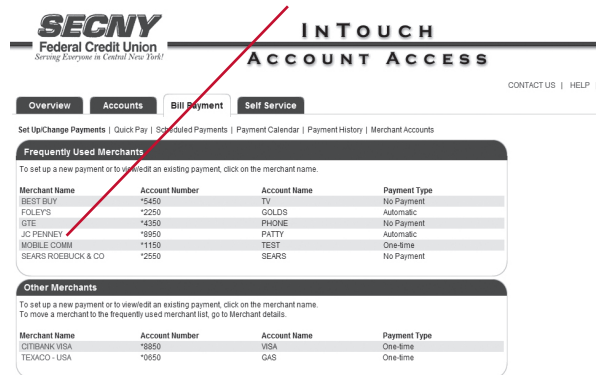 SECNY
Federal Credit Union
Serving Everyone in Central New York!
INTOUCH
ACCOUNT ACCESS
CONTACT US | HELP |
Overview Accounts Bill Payment Self Service
Set Up/Change Payments | Quick Pay | Scheduled Payments | Payment Calendar | Payment History | Merchant Accounts
Frequently Used Merchants
To set up a new payment or to view/edit an existing payment, click on the merchant name.
Merchant Name Account Number Account Name Payment Type
BEST BUY *5450 TV No Payment
FOLEY'S *2250 GOLDS Automatic
GTE *4350 PHONE No Payment
JC PENNEY *8950 PATTY Automatic
MOBILE COMM *1150 TEST One-time
SEARS ROEBUCK & CO *2550 SEARS No Payment
Other Merchants
To set up a new payment or to view/edit an existing payment, click on the merchant name.
To move a merchant to the frequently used merchant list, go to Merchant details.
Merchant Name Account Number Account Name Payment Type
CITIBANK VISA *8850 VISA One-time
TEXACO - USA *0650 GAS One-time